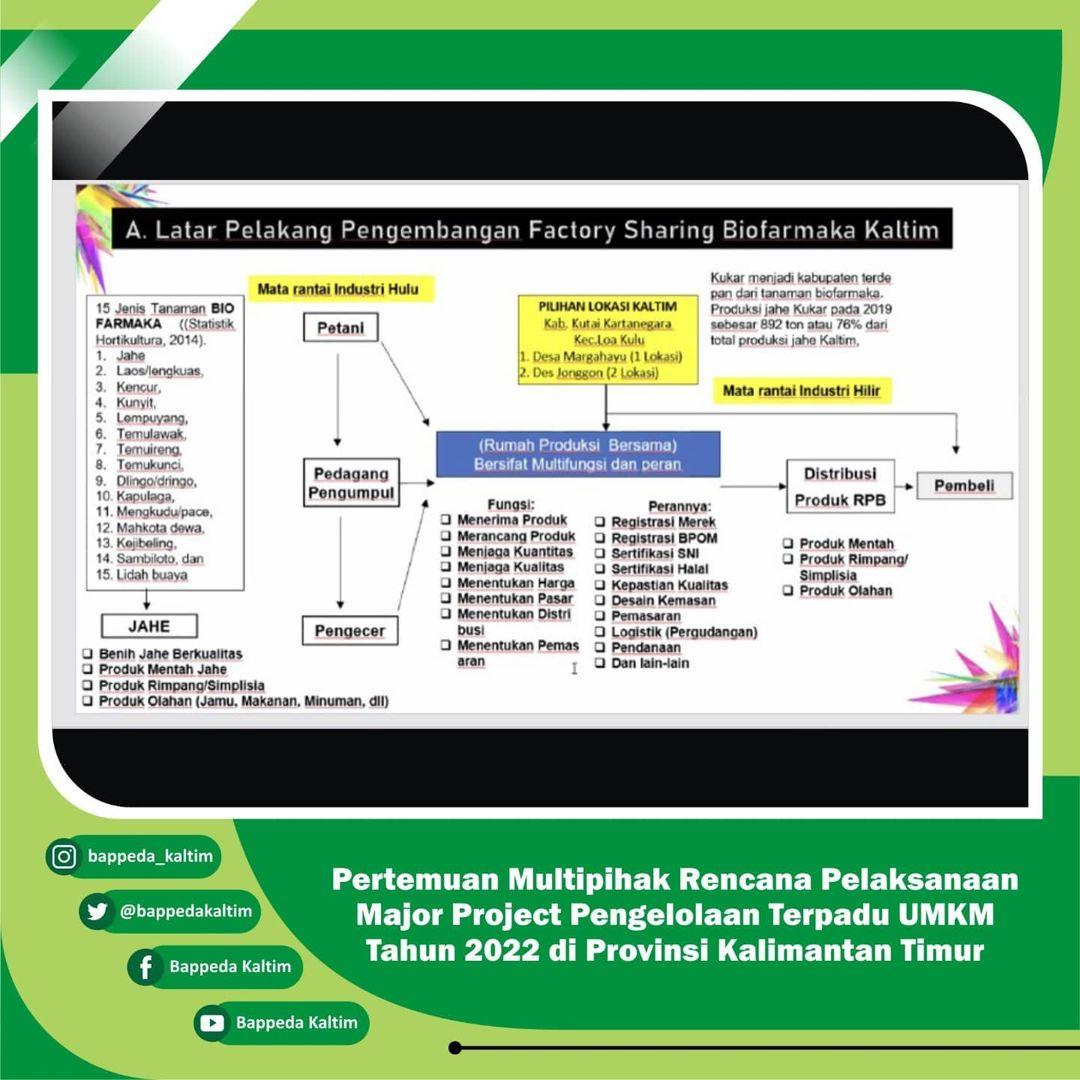 A. Latar Pelakang Pengembangan Factory Sharing Biofarmaka Kaltim
15 Jenis Tanaman BIO
FARMAKA ((Statistik
Hortikultura, 2014).
1. Jahe
2. Laos/lengkuas,
3. Kencur,
4. Kunyit,
5. Lempuyang,
6. Temulawak,
7. Temuireng,
8. Temukunci,
9. Dlingo/dringo,
10. Kapulaga,
11. Mengkudu/pace,
12. Mahkota dewa,
13. Kejibeling,
14. Sambiloto, dan
15. Lidah buaya
JAHE
❑ Benih Jahe Berkualitas
❑ Produk Mentah Jahe
❑ Produk Rimpang/Simplisia
❑ Produk Olahan (Jamu, Makanan, Minuman, dll)
Mata rantai Industri Hulu
Petani
Pedagang
Pengumpul
Pengecer
PILIHAN LOKASI KALTIM
Kab. Kutai Kartanegara
Kec.Loa Kulu
1. Desa Margahayu (1 Lokasi)
2. Des Jonggon (2 Lokasi)
Kukar menjadi kabupaten terde
pan dari tanaman biofarmaka.
Produksi jahe Kukar pada 2019
sebesar 892 ton atau 76% dari
total produksi jahe Kaltim,
Mata rantai Industri Hilir
(Rumah Produksi Bersama)
Bersifat Multifungsi dan peran
Fungsi:
❑ Menerima Produk
❑ Merancang Produk
❑ Menjaga Kuantitas
❑ Menjaga Kualitas
❑ Menentukan Harga
❑ Menentukan Pasar
❑ Menentukan Distri
busi
❑ Menentukan Pemas
aran
Perannya:
❑ Registrasi Merek
❑ Registrasi BPOM
❑ Sertifikasi SNI
❑ Sertifikasi Halal
❑ Kepastian Kualitas
❑ Desain Kemasan
❑ Pemasaran
❑ Logistik (Pergudangan)
❑ Pendanaan
❑ Dan lain-lain
Distribusi
Produk RPB
Pembeli
❑ Produk Mentah
❑ Produk Rimpang/
Simplisia
❑ Produk Olahan
bappeda_kaltim
@bappedakaltim
Bappeda Kaltim
Bappeda Kaltim
Pertemuan Multipihak Rencana Pelaksanaan
Major Project Pengelolaan Terpadu UMKM
Tahun 2022 di Provinsi Kalimantan Timur